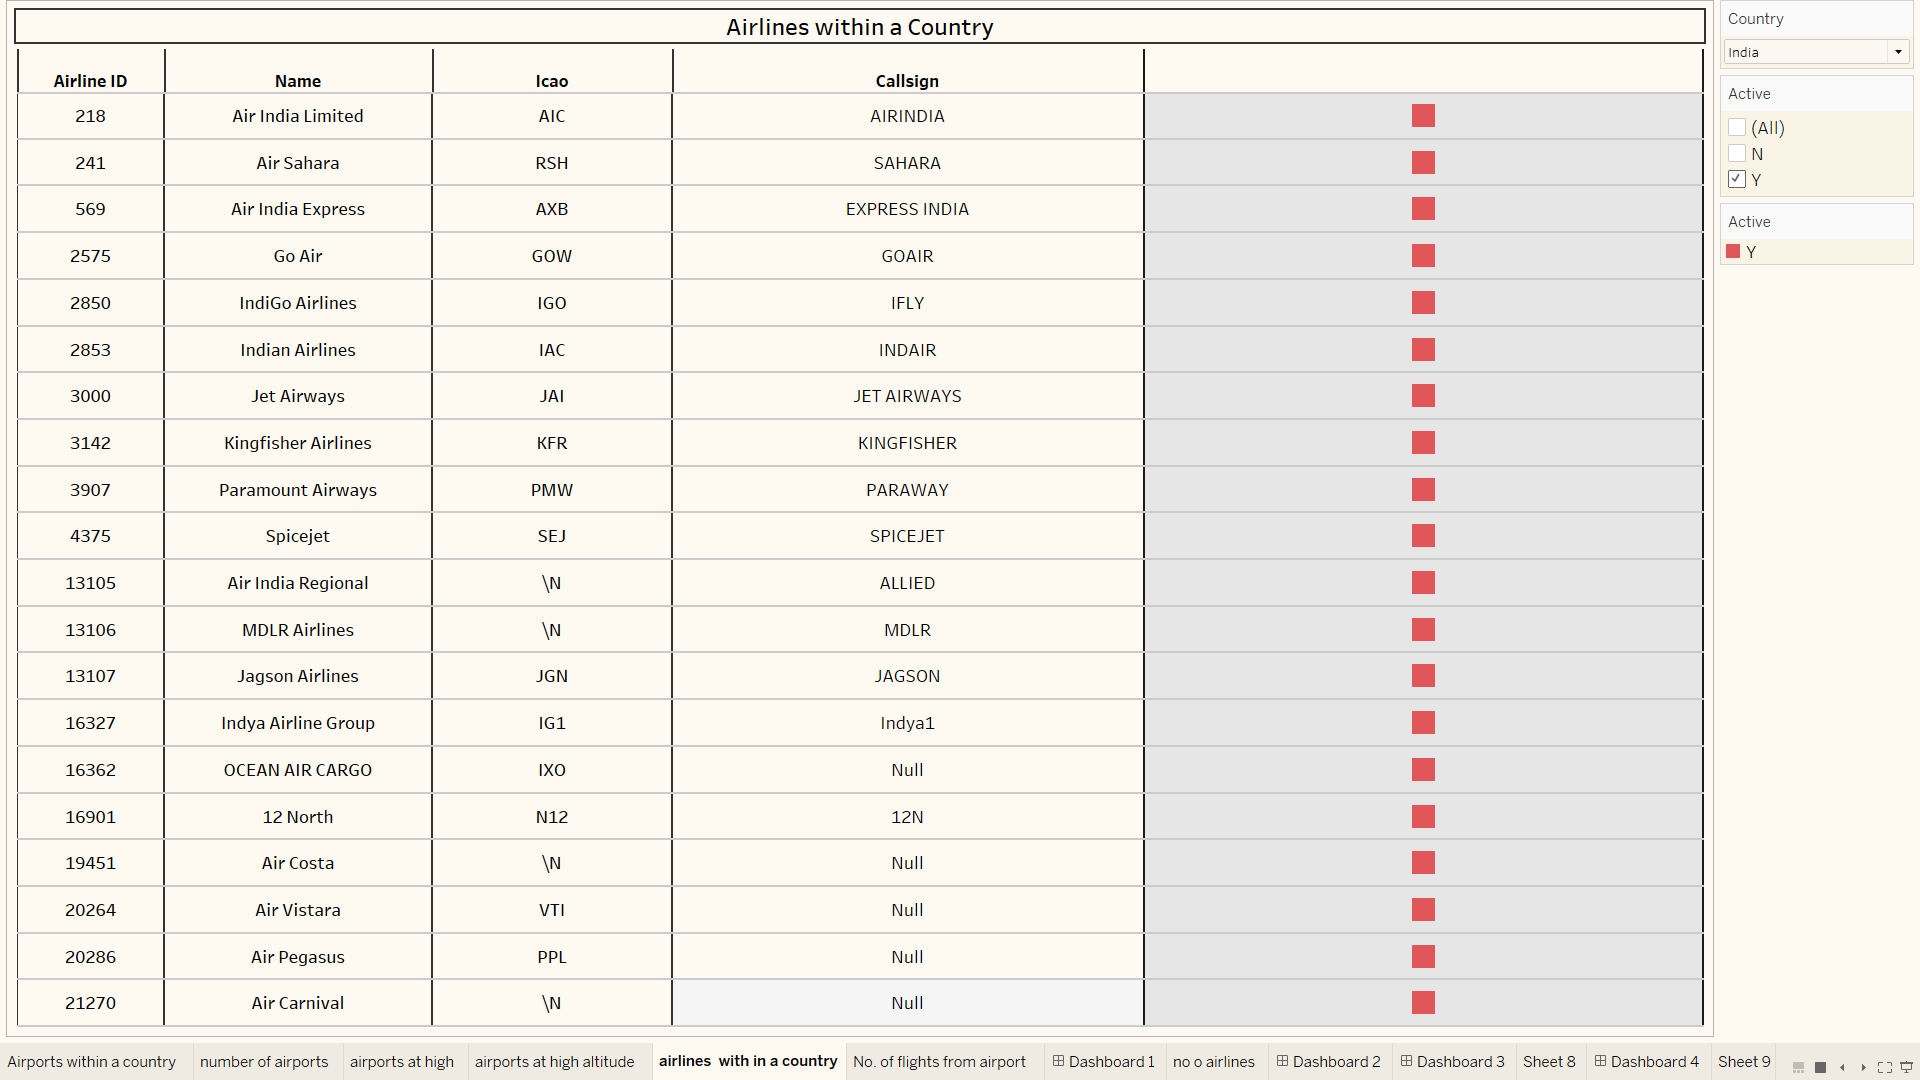 Airlines within a Country
Airline ID Name Icao Callsign
218 Air India Limited AIC AIRINDIA
241 Air Sahara RSH SAHARA
569 Air India Express AXB EXPRESS INDIA
2575 Go Air GOW GOAIR
2850 IndiGo Airlines IGO IFLY
2853 Indian Airlines IAC INDAIR
3000 Jet Airways JAI JET AIRWAYS
3142 Kingfisher Airlines KFR KINGFISHER
3907 Paramount Airways PMW PARAWAY
4375 Spicejet SEJ SPICEJET
13105 Air India Regional \N ALLIED
13106 MDLR Airlines \N MDLR
13107 Jagson Airlines JGN JAGSON
16327 Indya Airline Group IG1 Indya1
16362 OCEAN AIR CARGO IXO Null
16901 12 North N12 12N
19451 Air Costa \N Null
20264 Air Vistara VTI Null
20286 Air Pegasus PPL Null
21270 Air Carnival \N Null
Country
India
Active
(All)
N
Y
Active
Y
Airports within a country number of airports airports at high airports at high altitude airlines with in a country No. of flights from airport Dashboard 1 no o airlines Dashboard 2 Dashboard 3 Sheet 8 Dashboard 4 Sheet 9